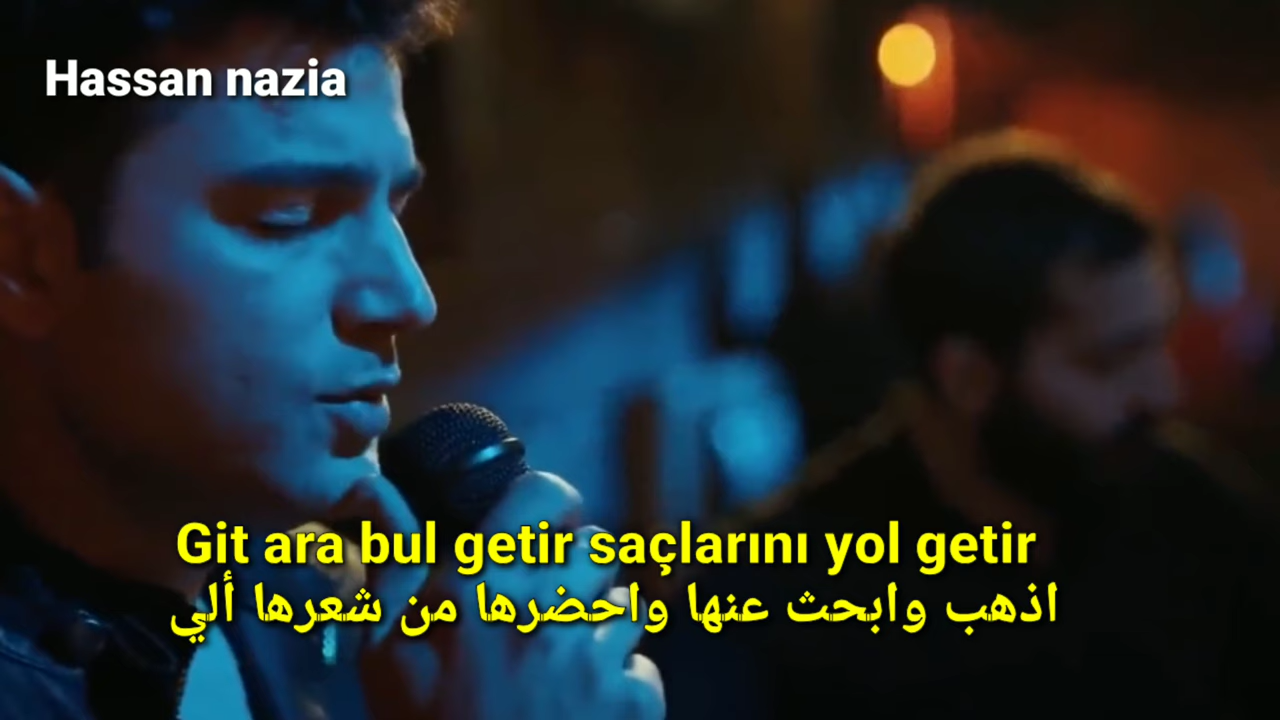 Hassan nazia
Git ara bul getir saçlarını yol getir
اذهب وابحث عنها واحضرها من شعرها ألي